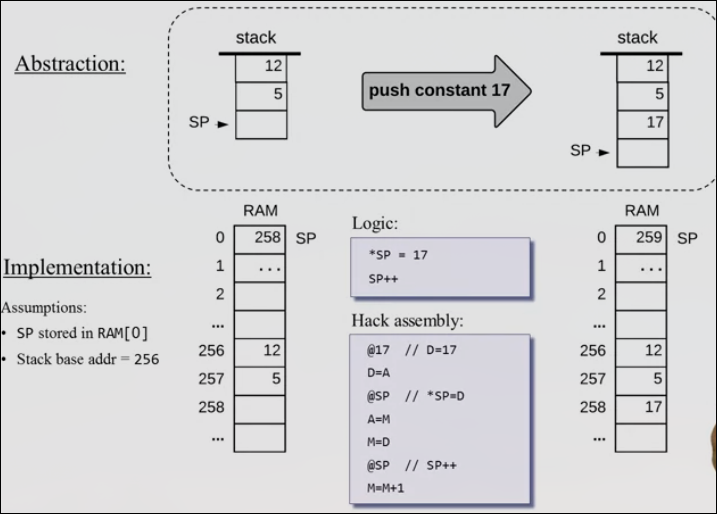 Abstraction:
stack
12
5
SP
push constant 17
stack
12
5
17
SP
Implementation:
Assumptions:
• SP stored in RAM[0]
• Stack base addr = 256
RAM
0 258 SP
1 ...
2
...
256 12
257 5
258
...
Logic:
*SP = 17
SP++
Hack assembly:
@17 // D=17
D=A
@SP // *SP=D
A=M
M=D
@SP // SP++
M=M+1
RAM
0 259 SP
1 ...
2
...
256 12
257 5
258 17
...